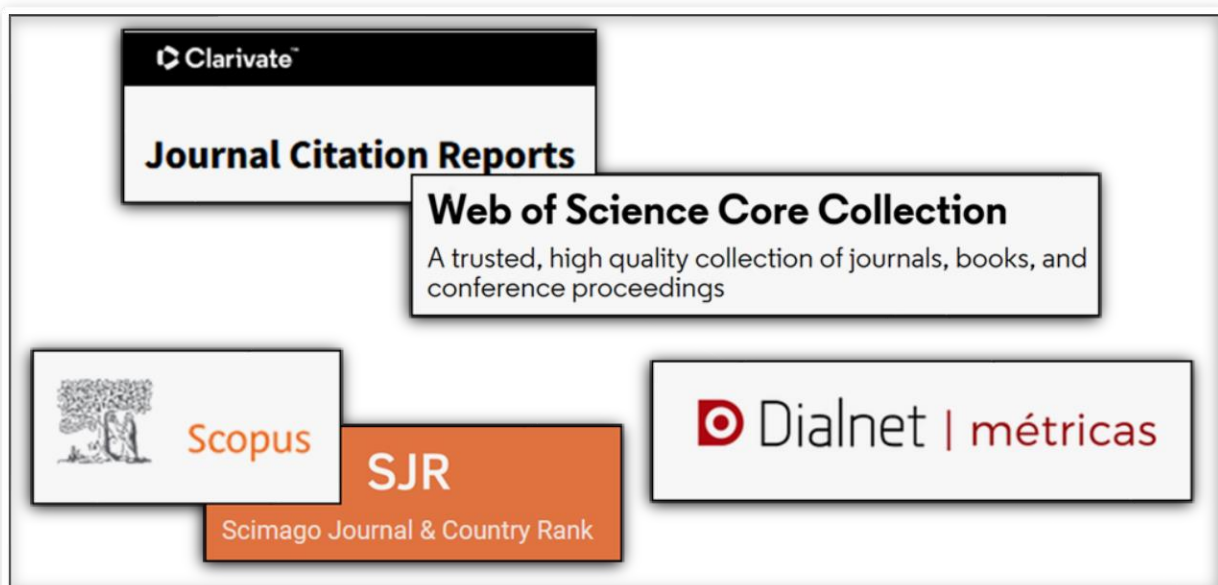 Clarivate™
Journal Citation Reports
Web of Science Core Collection
A trusted, high quality collection of journals, books, and
conference proceedings
Scopus
SJR
Scimago Journal & Country Rank
Dialnet | métricas